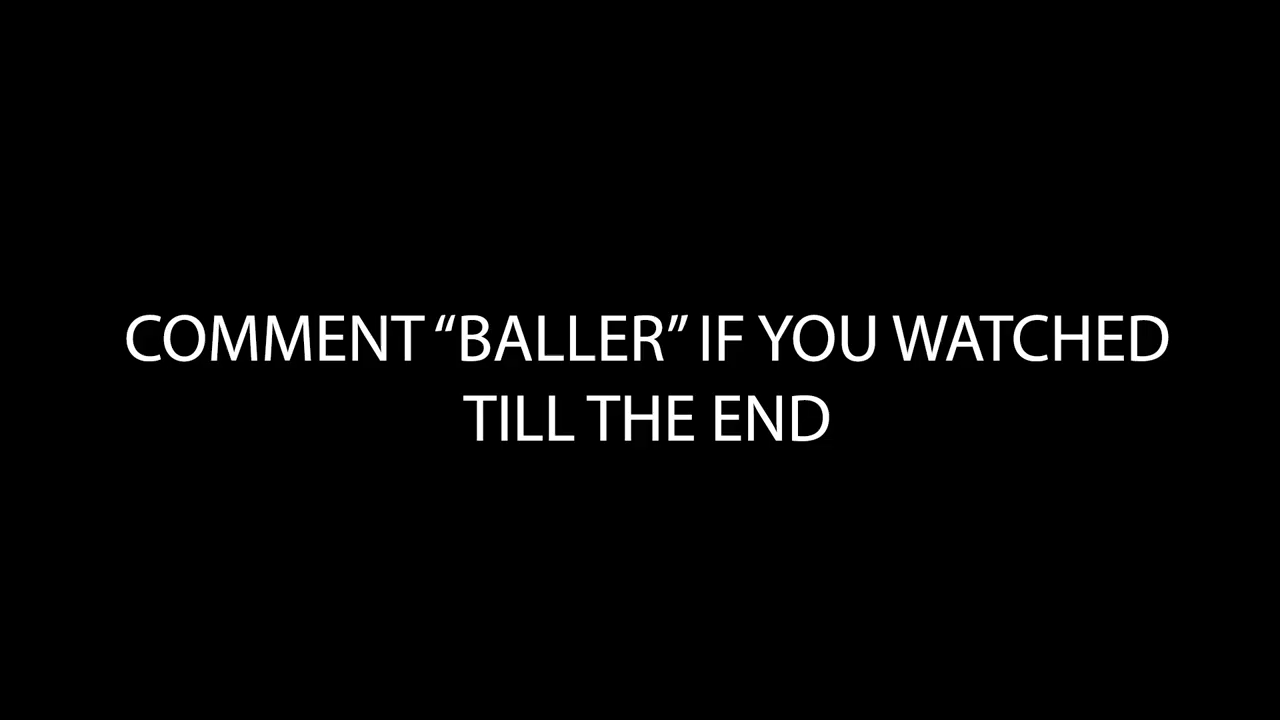 COMMENT “BALLER” IF YOU WATCHED
TILL THE END